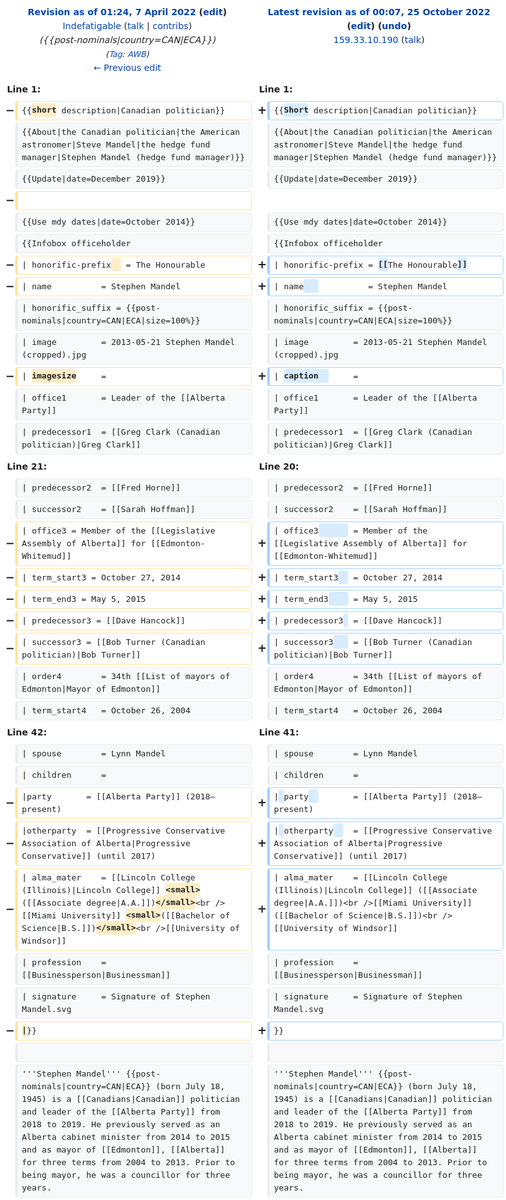 Revision as of 01:24, 7 April 2022 (edit)
Indefatigable (talk | contribs)
({{post-nominals|country=CAN|ECA}})
(Tag: AWB)
← Previous edit
Latest revision as of 00:07, 25 October 2022
(edit) (undo)
159.33.10.190 (talk)
Line 1:
Line 1:
− {{short description|Canadian politician}}
+ {{Short description|Canadian politician}}
{{About|the Canadian politician|the American
astronomer|Steve Mandel|the hedge fund
manager|Stephen Mandel (hedge fund manager)}}
{{About|the Canadian politician|the American
astronomer|Steve Mandel|the hedge fund
manager|Stephen Mandel (hedge fund manager)}}
{{Update|date=December 2019}}
{{Update|date=December 2019}}
−
{{Use mdy dates|date=October 2014}}
{{Use mdy dates|date=October 2014}}
{{Infobox officeholder
{{Infobox officeholder
− | honorific-prefix   = The Honourable
+ | honorific-prefix = [[The Honourable]]
− | name          = Stephen Mandel
+ | name             = Stephen Mandel
| honorific_suffix = {{post-
nominals|country=CAN|ECA|size=100%}}
| honorific_suffix = {{post-
nominals|country=CAN|ECA|size=100%}}
| image         = 2013-05-21 Stephen Mandel
(cropped).jpg
| image         = 2013-05-21 Stephen Mandel
(cropped).jpg
− | imagesize     =
+ | caption       =
| office1       = Leader of the [[Alberta
Party]]
| office1       = Leader of the [[Alberta
Party]]
| predecessor1  = [[Greg Clark (Canadian
politician)|Greg Clark]]
| predecessor1  = [[Greg Clark (Canadian
politician)|Greg Clark]]
Line 21:
Line 20:
| predecessor2  = [[Fred Horne]]
| predecessor2  = [[Fred Horne]]
| successor2    = [[Sarah Hoffman]]
| successor2    = [[Sarah Hoffman]]
− | office3 = Member of the [[Legislative
Assembly of Alberta]] for [[Edmonton-
Whitemud]]
+ | office3       = Member of the
[[Legislative Assembly of Alberta]] for
[[Edmonton-Whitemud]]
− | term_start3 = October 27, 2014
+ | term_start3   = October 27, 2014
− | term_end3 = May 5, 2015
+ | term_end3     = May 5, 2015
− | predecessor3 = [[Dave Hancock]]
+ | predecessor3  = [[Dave Hancock]]
− | successor3 = [[Bob Turner (Canadian
politician)|Bob Turner]]
+ | successor3    = [[Bob Turner (Canadian
politician)|Bob Turner]]
| order4        = 34th [[List of mayors of
Edmonton|Mayor of Edmonton]]
| order4        = 34th [[List of mayors of
Edmonton|Mayor of Edmonton]]
| term_start4   = October 26, 2004
| term_start4   = October 26, 2004
Line 42:
Line 41:
| spouse        = Lynn Mandel
| spouse        = Lynn Mandel
| children      =
| children      =
− |party       = [[Alberta Party]] (2018–
present)
+ | party         = [[Alberta Party]] (2018–
present)
− |otherparty  = [[Progressive Conservative
Association of Alberta|Progressive
Conservative]] (until 2017)
+ | otherparty    = [[Progressive
Conservative Association of Alberta|Progressive
Conservative]] (until 2017)
− | alma_mater    = [[Lincoln College
(Illinois)|Lincoln College]] <small>
([[Associate degree|A.A.]])</small><br />
[[Miami University]] <small>([[Bachelor of
Science|B.S.]])</small><br />[[University of
Windsor]]
+ | alma_mater    = [[Lincoln College
(Illinois)|Lincoln College]] ([[Associate
degree|A.A.]])<br />[[Miami University]]
([[Bachelor of Science|B.S.]])<br />
[[University of Windsor]]
| profession    =
[[Businessperson|Businessman]]
| profession    =
[[Businessperson|Businessman]]
| signature     = Signature of Stephen
Mandel.svg
| signature     = Signature of Stephen
Mandel.svg
− |}}
+ }}
'''Stephen Mandel''' {{post-
nominals|country=CAN|ECA}} (born July 18,
1945) is a [[Canadians|Canadian]] politician
and leader of the [[Alberta Party]] from
2018 to 2019. He previously served as an
Alberta cabinet minister from 2014 to 2015
and as mayor of [[Edmonton]], [[Alberta]]
for three terms from 2004 to 2013. Prior to
being mayor, he was a councillor for three
years.
'''Stephen Mandel''' {{post-
nominals|country=CAN|ECA}} (born July 18,
1945) is a [[Canadians|Canadian]] politician
and leader of the [[Alberta Party]] from
2018 to 2019. He previously served as an
Alberta cabinet minister from 2014 to 2015
and as mayor of [[Edmonton]], [[Alberta]]
for three terms from 2004 to 2013. Prior to
being mayor, he was a councillor for three
years.